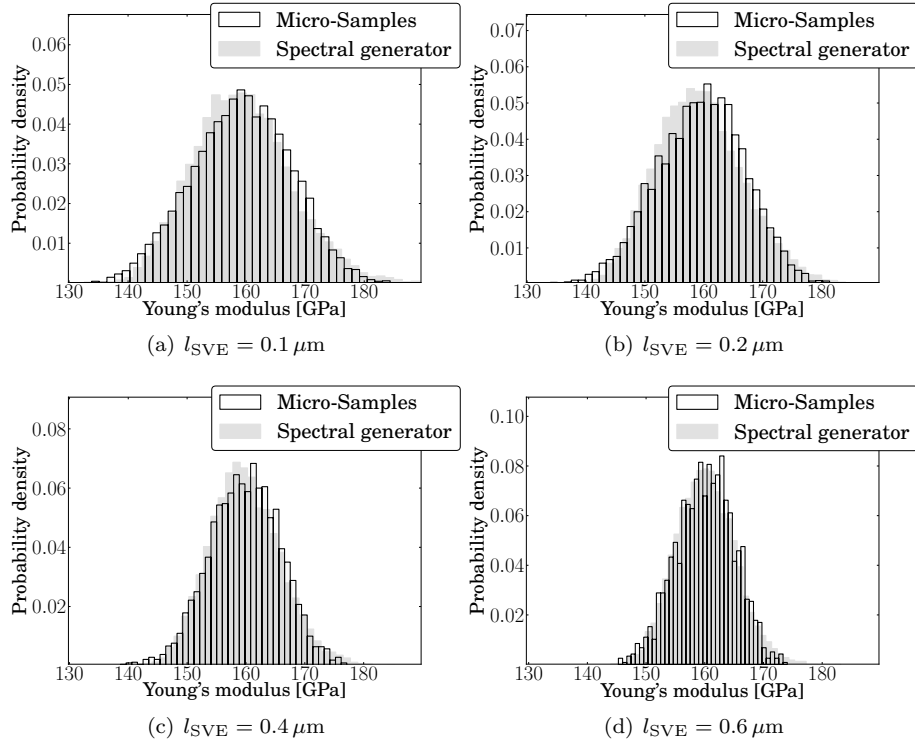 Micro-Samples
Spectral generator
Probability density
0.06
0.05
0.04
0.03
0.02
0.01
130 140 150 160 170 180
Young's modulus [GPa]
(a) lSVE = 0.1 μm
Micro-Samples
Spectral generator
Probability density
0.07
0.06
0.05
0.04
0.03
0.02
0.01
130 140 150 160 170 180
Young's modulus [GPa]
(b) lSVE = 0.2 μm
Micro-Samples
Spectral generator
Probability density
0.08
0.06
0.04
0.02
130 140 150 160 170 180
Young's modulus [GPa]
(c) lSVE = 0.4 μm
Micro-Samples
Spectral generator
Probability density
0.10
0.08
0.06
0.04
0.02
130 140 150 160 170 180
Young's modulus [GPa]
(d) lSVE = 0.6 μm